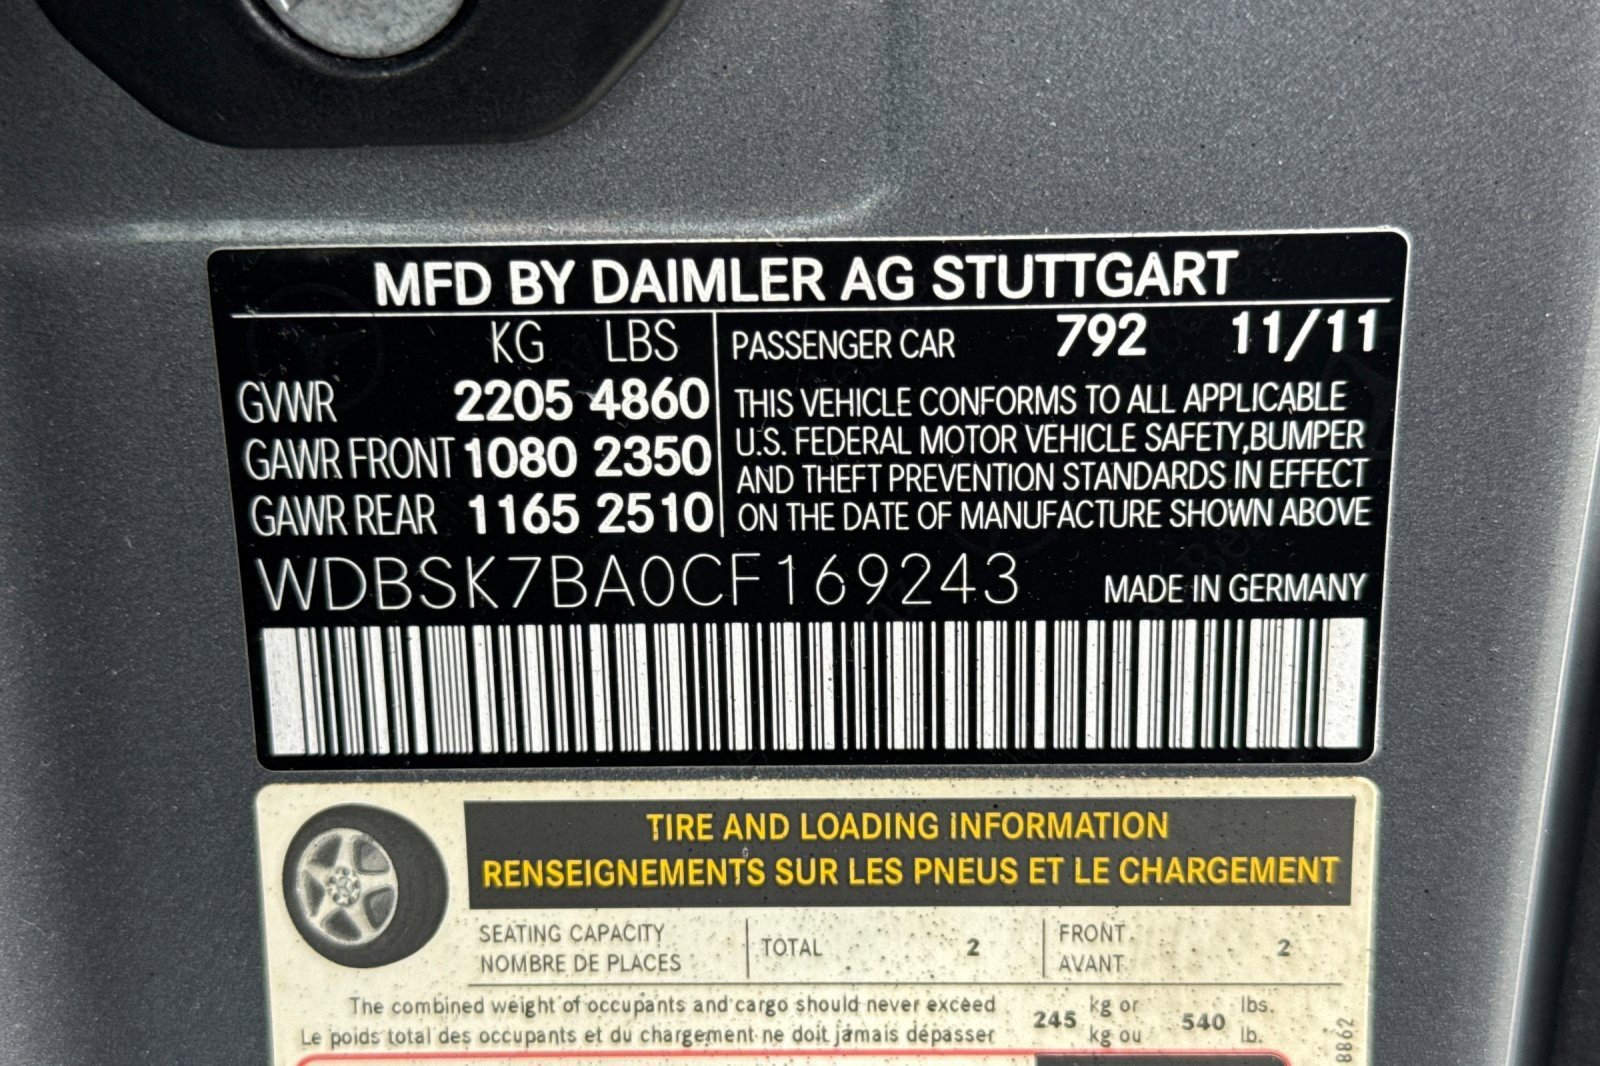 MFD BY DAIMLER AG STUTTGART
KG LBS PASSENGER CAR 792 11/11
GVWR 2205 4860
GAWR FRONT 1080 2350
GAWR REAR 1165 2510
THIS VEHICLE CONFORMS TO ALL APPLICABLE
U.S. FEDERAL MOTOR VEHICLE SAFETY,BUMPER
AND THEFT PREVENTION STANDARDS IN EFFECT
ON THE DATE OF MANUFACTURE SHOWN ABOVE
WDBSK7BA0CF169243 MADE IN GERMANY
TIRE AND LOADING INFORMATION
RENSEIGNEMENTS SUR LES PNEUS ET LE CHARGEMENT
SEATING CAPACITY
NOMBRE DE PLACES
TOTAL 2
FRONT
AVANT
2
The combined weight of occupants and cargo should never exceed
Le poids total des occupants et du chargement ne doit jamais dépasser
245 kg or
kg ou
540 lbs.
lb.
8862